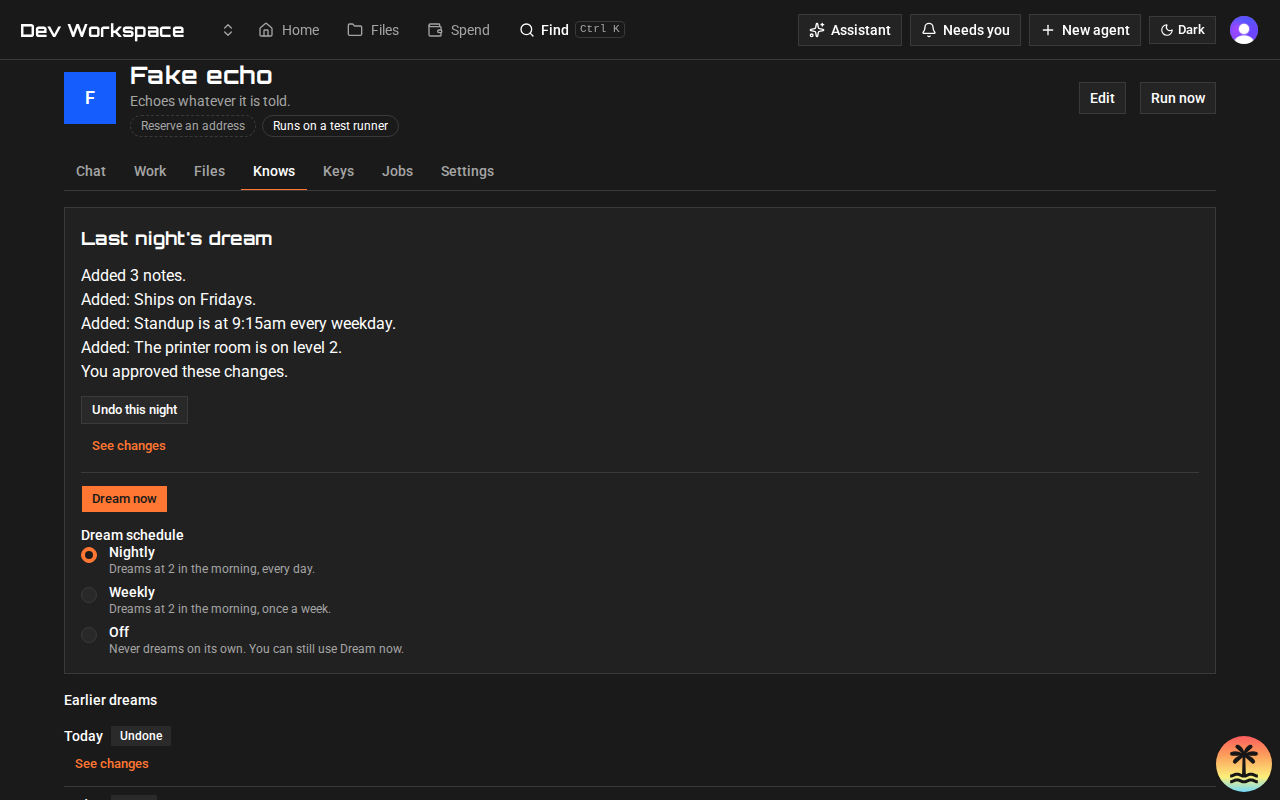 Dev Workspace
Home
Files
Spend
Find Ctrl K
Assistant
Needs you
New agent
Dark
F
Fake echo
Echoes whatever it is told.
Reserve an address
Runs on a test runner
Edit
Run now
Chat
Work
Files
Knows
Keys
Jobs
Settings
Last night's dream
Added 3 notes.
Added: Ships on Fridays.
Added: Standup is at 9:15am every weekday.
Added: The printer room is on level 2.
You approved these changes.
Undo this night
See changes
Dream now
Dream schedule
Nightly
Dreams at 2 in the morning, every day.
Weekly
Dreams at 2 in the morning, once a week.
Off
Never dreams on its own. You can still use Dream now.
Earlier dreams
Today Undone
See changes